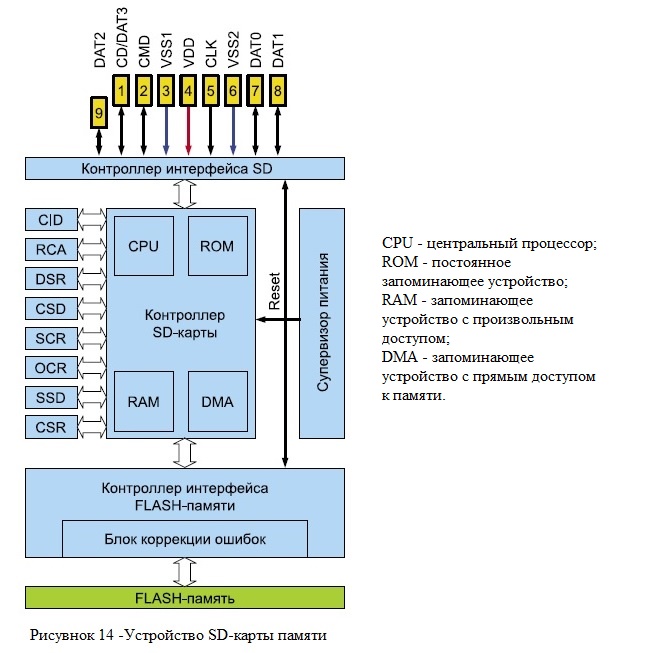 DAT2
CD/DAT3
CMD
VSS1
VDD
CLK
VSS2
DAT0
DAT1
9
1
2
3
4
5
6
7
8
Контроллер интерфейса SD
CID
RCA
DSR
CSD
SCR
OCR
SSD
CSR
CPU
ROM
Контроллер
SD-карты
RAM
DMA
Reset
Супервизор питания
CPU - центральный процессор;
ROM - постоянное
запоминающее устройство;
RAM - запоминающее
устройство с произвольным
доступом;
DMA - запоминающее
устройство с прямым доступом
к памяти.
Контроллер интерфейса
FLASH-памяти
Блок коррекции ошибок
FLASH-память
Рисувнок 14 -Устройство SD-карты памяти